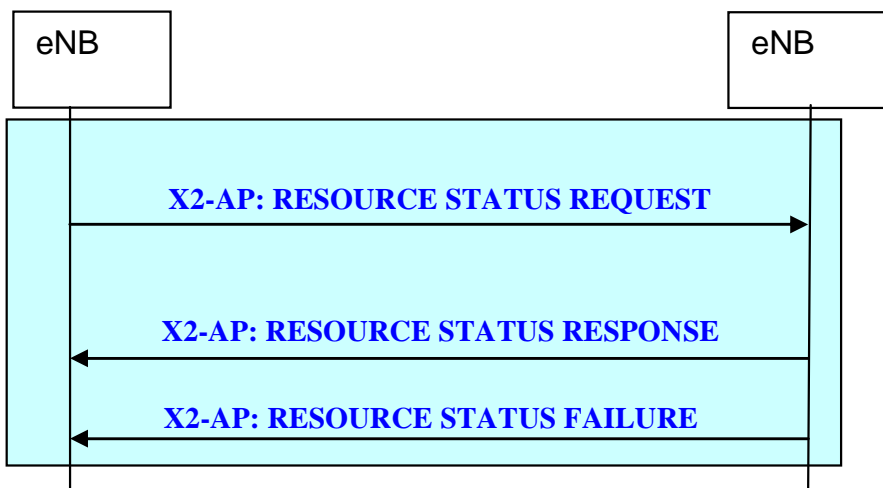 eNB
eNB
X2-AP: RESOURCE STATUS REQUEST
X2-AP: RESOURCE STATUS RESPONSE
X2-AP: RESOURCE STATUS FAILURE